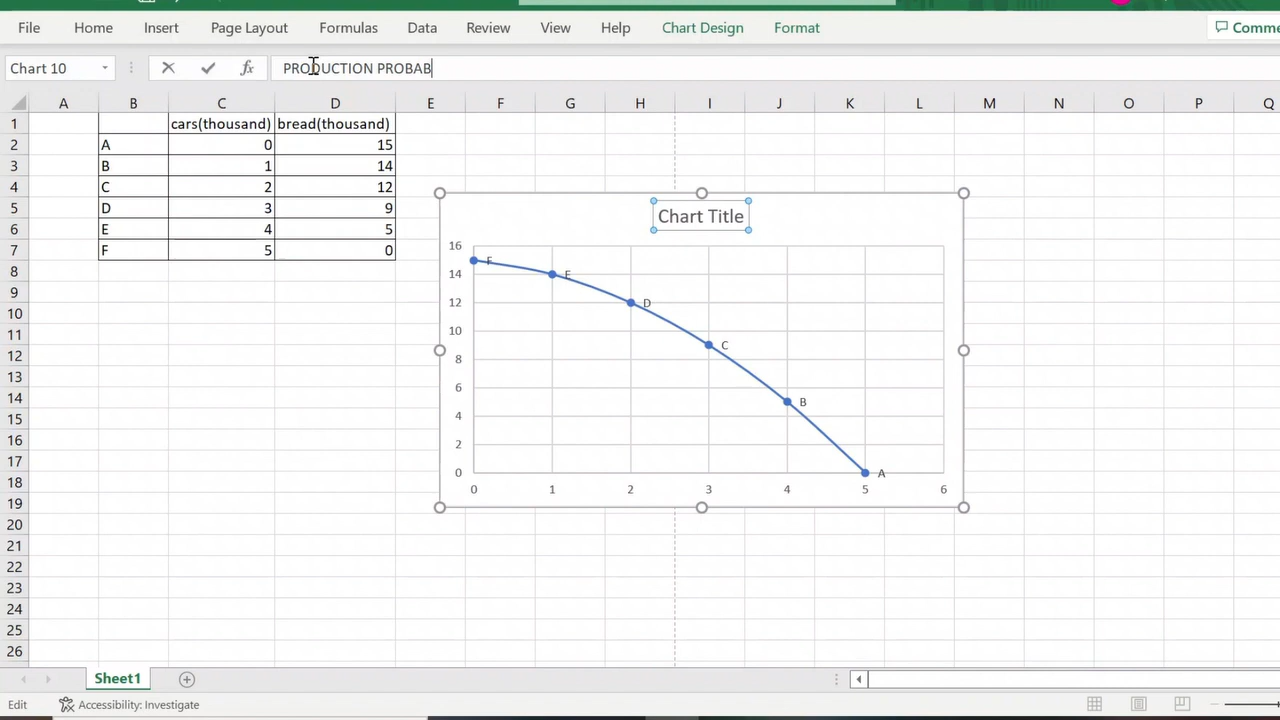 File Home Insert Page Layout Formulas Data Review View Help Chart Design Format Comme
Chart 10 fx PRODUCTION PROBAB
A B C D E F G H I J K L M N O P Q
1 cars(thousand) bread(thousand)
2 A 0 15
3 B 1 14
4 C 2 12
5 D 3 9
6 E 4 5
7 F 5 0
8
9
10
11
12
13
14
15
16
17
18
19
20
21
22
23
24
25
26
Chart Title
16
14
12
10
8
6
4
2
0
F
E
D
C
B
A
0 1 2 3 4 5 6
Sheet1
Edit Accessibility: Investigate